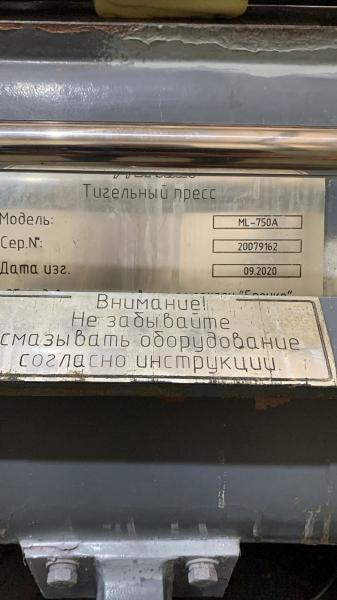 Тигельный пресс
Модель: ML-750A
Сер.N: 20079162
Дата изг. 09.2020
Внимание!
Не забывайте
смазывать оборудование
согласно инструкции.